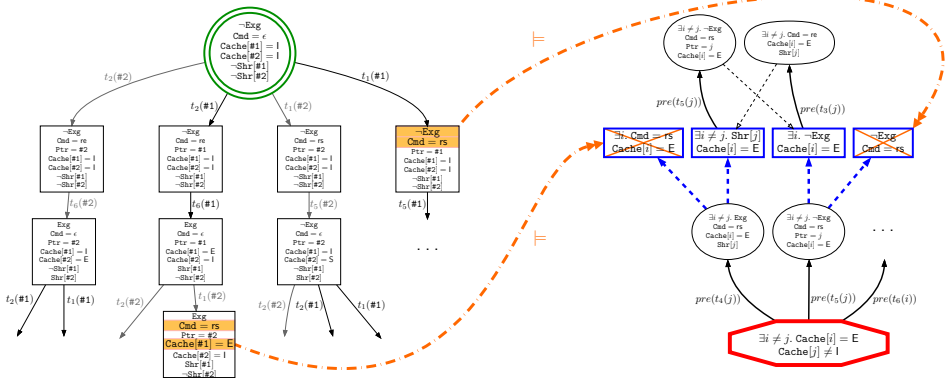 ¬Exg
Cmd = ϵ
Cache[#1] = I
Cache[#2] = I
¬Shr[#1]
¬Shr[#2]
t₂(#2)
t₂(#1)
t₁(#2)
t₁(#1)
¬Exg
Cmd = re
Ptr = #2
Cache[#1] = I
Cache[#2] = I
¬Shr[#1]
¬Shr[#2]
¬Exg
Cmd = re
Ptr = #1
Cache[#1] = I
Cache[#2] = I
¬Shr[#1]
¬Shr[#2]
¬Exg
Cmd = rs
Ptr = #2
Cache[#1] = I
Cache[#2] = I
¬Shr[#1]
¬Shr[#2]
¬Exg
Cmd = rs
Ptr = #1
Cache[#1] = I
Cache[#2] = I
¬Shr[#1]
¬Shr[#2]
t₆(#2)
t₆(#1)
t₅(#2)
t₅(#1)
Exg
Cmd = ϵ
Ptr = #2
Cache[#1] = I
Cache[#2] = E
¬Shr[#1]
Shr[#2]
Exg
Cmd = ϵ
Ptr = #1
Cache[#1] = E
Cache[#2] = I
Shr[#1]
¬Shr[#2]
¬Exg
Cmd = ϵ
Ptr = #2
Cache[#1] = I
Cache[#2] = S
¬Shr[#1]
Shr[#2]
. . .
t₂(#1)
t₁(#1)
t₂(#2)
t₁(#2)
t₂(#2)
t₂(#1)
t₁(#1)
Exg
Cmd = rs
Ptr = #2
Cache[#1] = E
Cache[#2] = I
Shr[#1]
¬Shr[#2]
⊨
⊨
∃i ≠ j. ¬Exg
Cmd = rs
Ptr = j
Cache[i] = E
∃i ≠ j. Cmd = re
Cache[i] = E
Shr[j]
pre(t₅(j))
pre(t₃(j))
∃i. Cmd = rs
Cache[i] = E
∃i ≠ j. Shr[j]
Cache[i] = E
∃i. ¬Exg
Cache[i] = E
¬Exg
Cmd = rs
∃i ≠ j. Exg
Cmd = rs
Cache[i] = E
Shr[j]
∃i ≠ j. ¬Exg
Cmd = rs
Ptr = j
Cache[i] = E
. . .
pre(t₄(j))
pre(t₅(j))
pre(t₆(i))
∃i ≠ j. Cache[i] = E
Cache[j] ≠ I